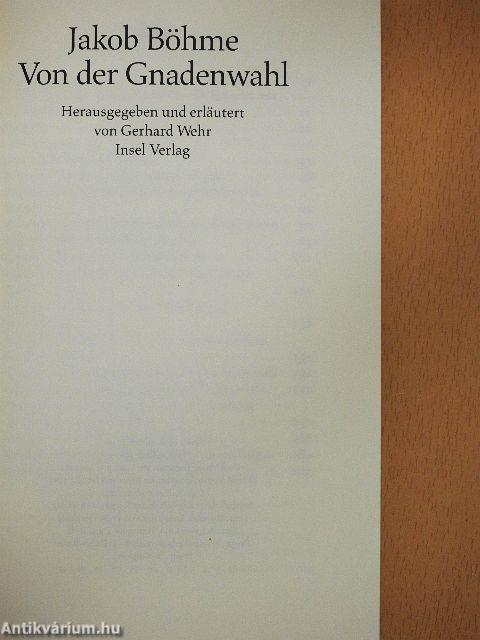 Jakob Böhme
Von der Gnadenwahl
Herausgegeben und erläutert
von Gerhard Wehr
Insel Verlag
Antikvárium.hu